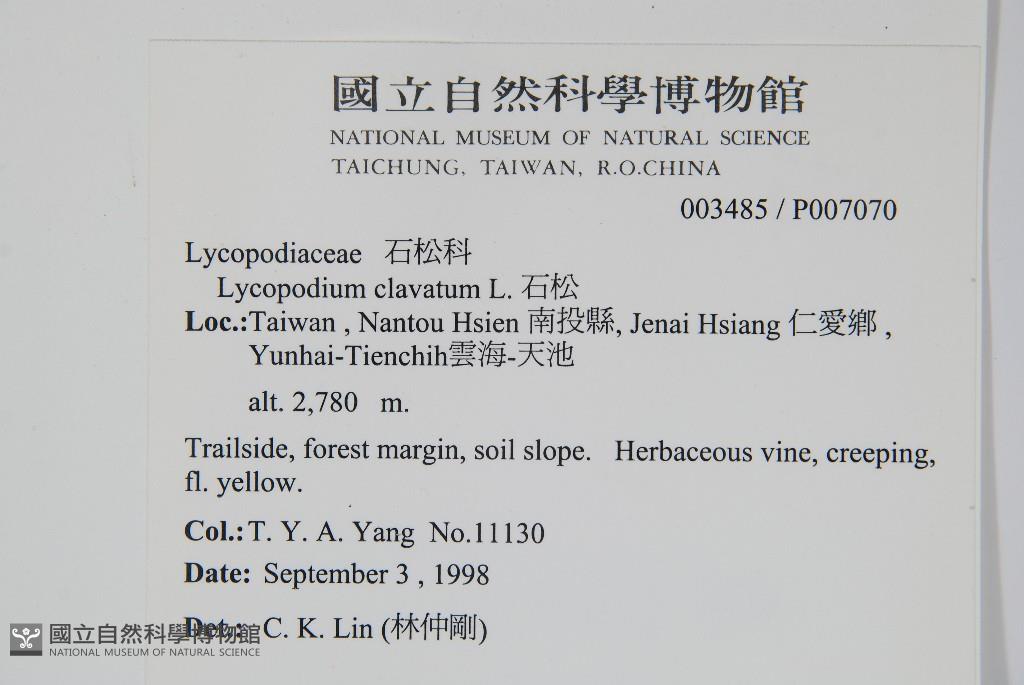 國立自然科學博物館
NATIONAL MUSEUM OF NATURAL SCIENCE
TAICHUNG, TAIWAN, R.O.CHINA
003485 / P007070
Lycopodiaceae 石松科
Lycopodium clavatum L. 石松
Loc.:Taiwan , Nantou Hsien 南投縣, Jenai Hsiang 仁愛鄉 ,
Yunhai-Tienchih雲海-天池
alt. 2,780 m.
Trailside, forest margin, soil slope. Herbaceous vine, creeping,
fl. yellow.
Col.: T. Y. A. Yang No.11130
Date: September 3 , 1998
Det.: C. K. Lin (林仲剛)
國立自然科學博物館
NATIONAL MUSEUM OF NATURAL SCIENCE